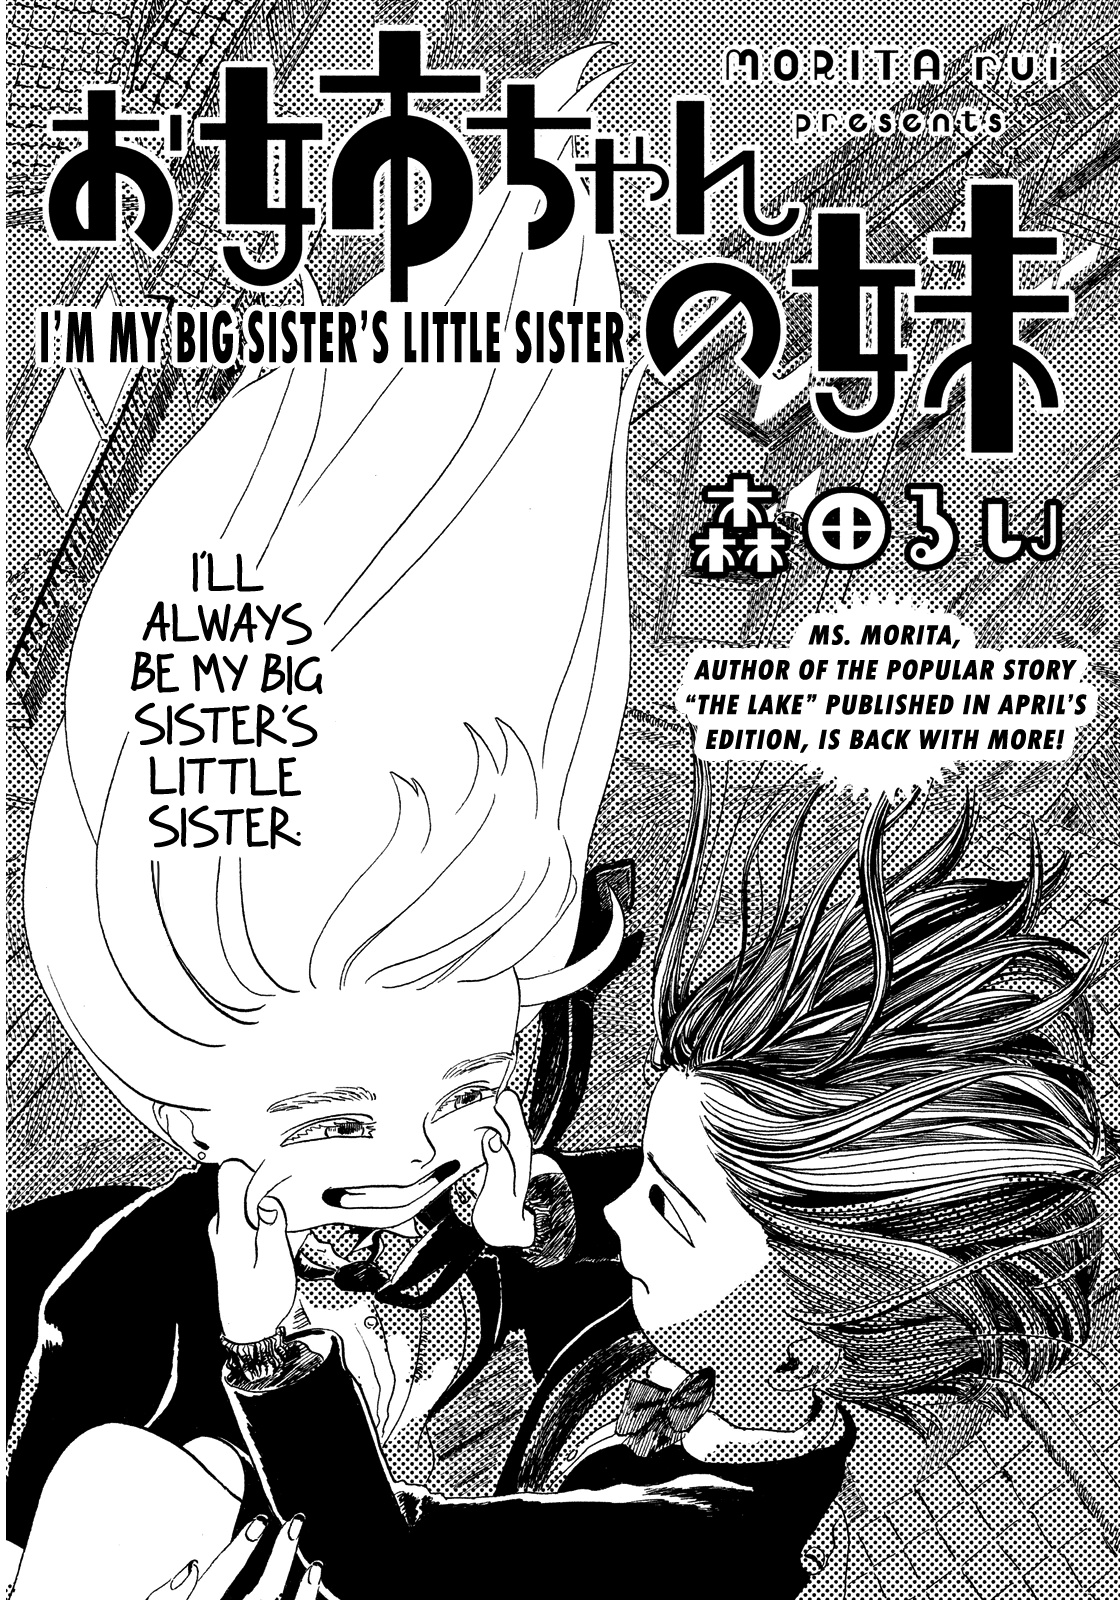 MORITA rui
presents
お姉ちゃん
の妹
I'M MY BIG SISTER'S LITTLE SISTER
森田るい
MS. MORITA,
AUTHOR OF THE POPULAR STORY
"THE LAKE" PUBLISHED IN APRIL'S
EDITION, IS BACK WITH MORE!
I'LL
ALWAYS
BE MY BIG
SISTER'S
LITTLE
SISTER.